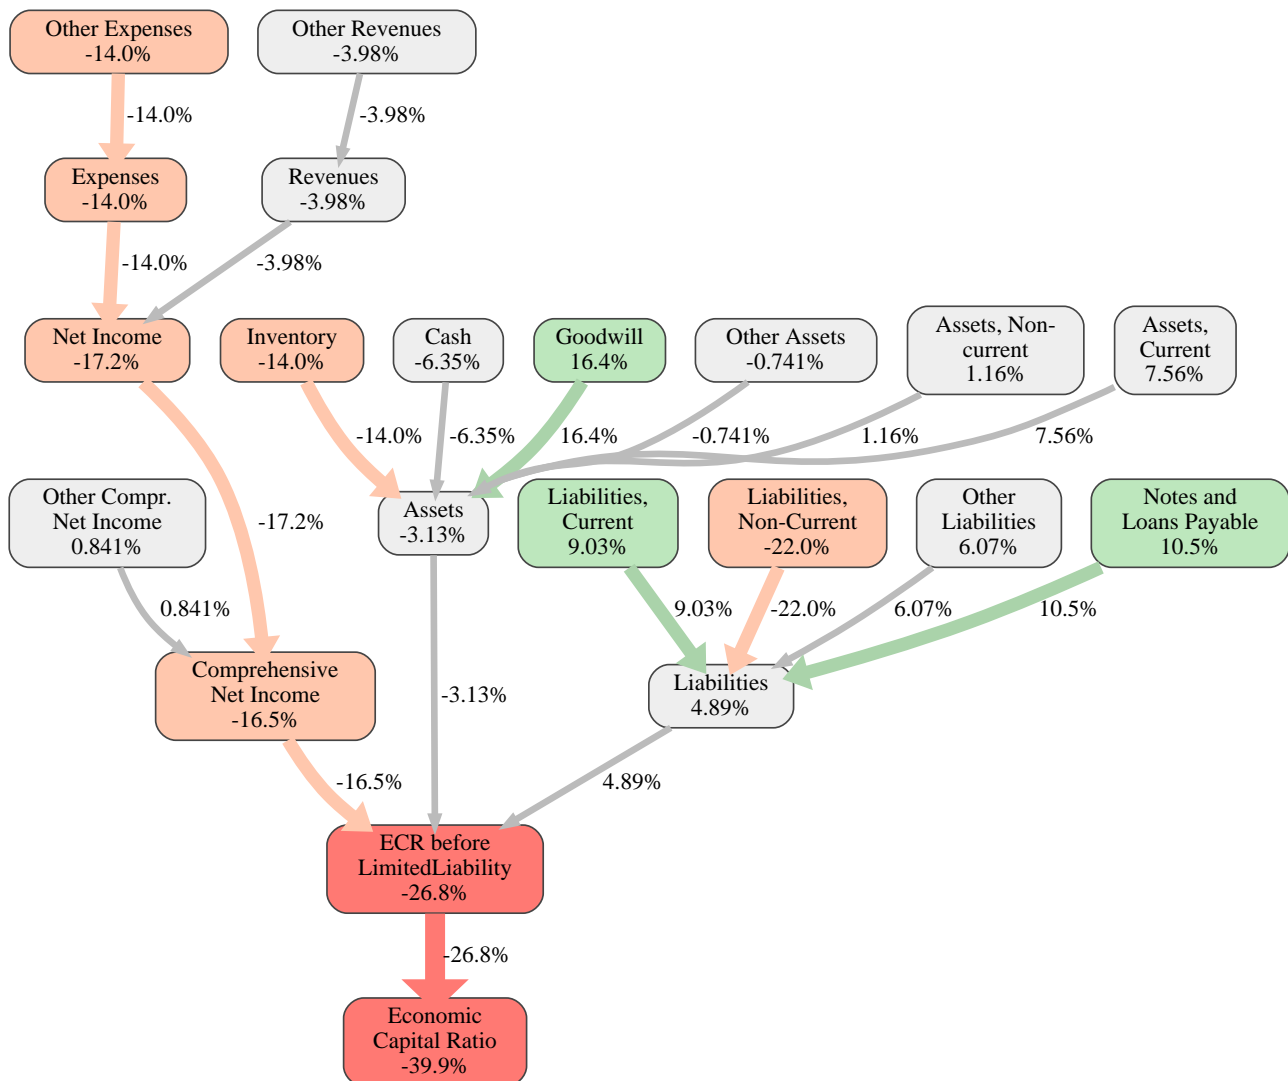 Other Expenses
-14.0%
Other Revenues
-3.98%
-14.0%
-3.98%
Expenses
-14.0%
Revenues
-3.98%
-14.0%
-3.98%
Net Income
-17.2%
Inventory
-14.0%
Cash
-6.35%
Goodwill
16.4%
Other Assets
-0.741%
Assets, Non-
current
1.16%
Assets,
Current
7.56%
-14.0%
-6.35%
16.4%
-0.741%
1.16%
7.56%
Other Compr.
Net Income
0.841%
-17.2%
Assets
-3.13%
Liabilities,
Current
9.03%
Liabilities,
Non-Current
-22.0%
Other
Liabilities
6.07%
Notes and
Loans Payable
10.5%
0.841%
9.03%
-22.0%
6.07%
10.5%
Comprehensive
Net Income
-16.5%
-3.13%
Liabilities
4.89%
-16.5%
4.89%
ECR before
LimitedLiability
-26.8%
-26.8%
Economic
Capital Ratio
-39.9%